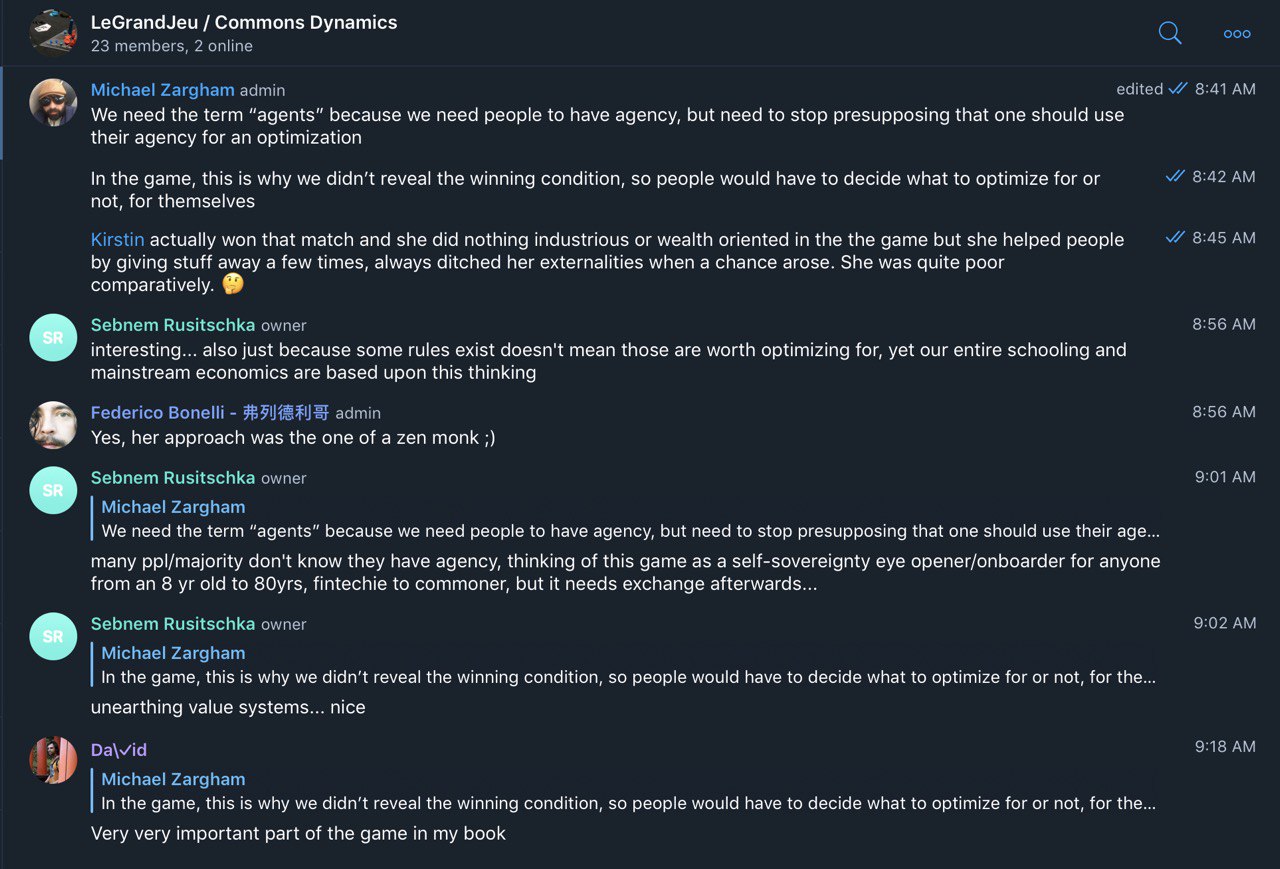 LeGrandJeu / Commons Dynamics
23 members, 2 online
Michael Zargham admin
edited 8:41 AM
We need the term “agents” because we need people to have agency, but need to stop presupposing that one should use
their agency for an optimization
In the game, this is why we didn’t reveal the winning condition, so people would have to decide what to optimize for or
8:42 AM
not, for themselves
Kirstin actually won that match and she did nothing industrious or wealth oriented in the the game but she helped people
8:45 AM
by giving stuff away a few times, always ditched her externalities when a chance arose. She was quite poor
comparatively. 🤔
SR
Sebnem Rusitschka owner
8:56 AM
interesting... also just because some rules exist doesn't mean those are worth optimizing for, yet our entire schooling and
mainstream economics are based upon this thinking
Federico Bonelli - 弗列德利哥 admin
8:56 AM
Yes, her approach was the one of a zen monk ;)
SR
Sebnem Rusitschka owner
9:01 AM
Michael Zargham
We need the term “agents” because we need people to have agency, but need to stop presupposing that one should use their age...
many ppl/majority don't know they have agency, thinking of this game as a self-sovereignty eye opener/onboarder for anyone
from an 8 yr old to 80yrs, fintechie to commoner, but it needs exchange afterwards...
SR
Sebnem Rusitschka owner
9:02 AM
Michael Zargham
In the game, this is why we didn’t reveal the winning condition, so people would have to decide what to optimize for or not, for the...
unearthing value systems... nice
Da\✓id
9:18 AM
Michael Zargham
In the game, this is why we didn’t reveal the winning condition, so people would have to decide what to optimize for or not, for the...
Very very important part of the game in my book